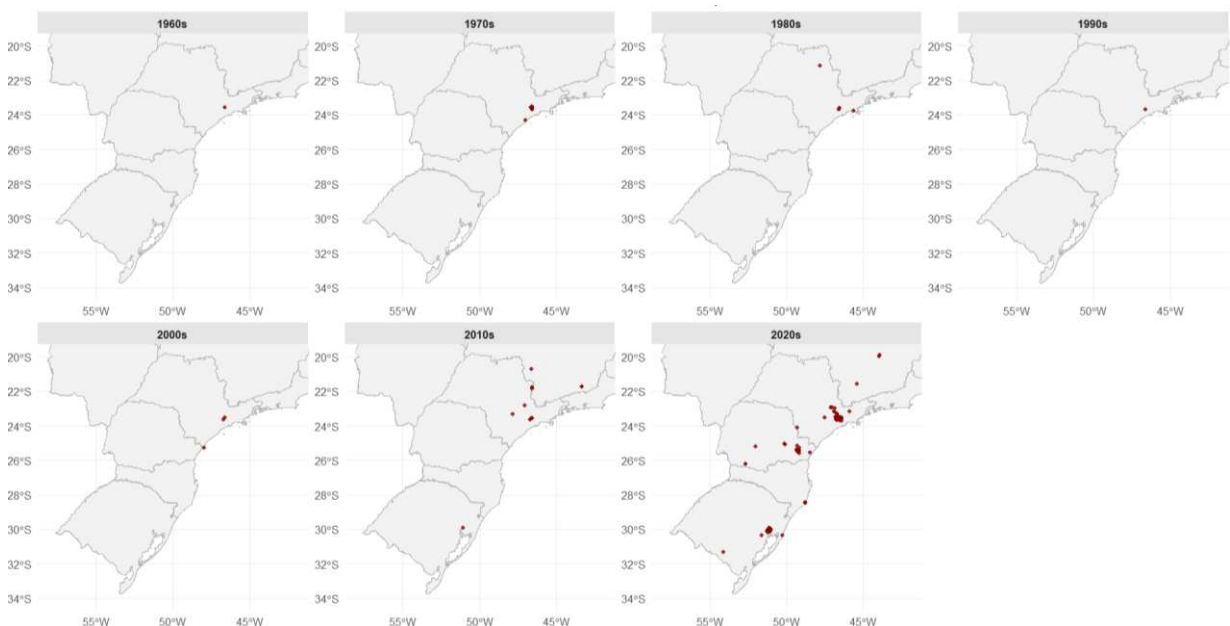 1960s 1970s 1980s 1990s
20°S 20°S 20°S 20°S
22°S 22°S 22°S 22°S
24°S 24°S 24°S 24°S
26°S 26°S 26°S 26°S
28°S 28°S 28°S 28°S
30°S 30°S 30°S 30°S
32°S 32°S 32°S 32°S
34°S 34°S 34°S 34°S
55°W 50°W 45°W 55°W 50°W 45°W 55°W 50°W 45°W 55°W 50°W 45°W
2000s 2010s 2020s
20°S 20°S 20°S
22°S 22°S 22°S
24°S 24°S 24°S
26°S 26°S 26°S
28°S 28°S 28°S
30°S 30°S 30°S
32°S 32°S 32°S
34°S 34°S 34°S
55°W 50°W 45°W 55°W 50°W 45°W 55°W 50°W 45°W